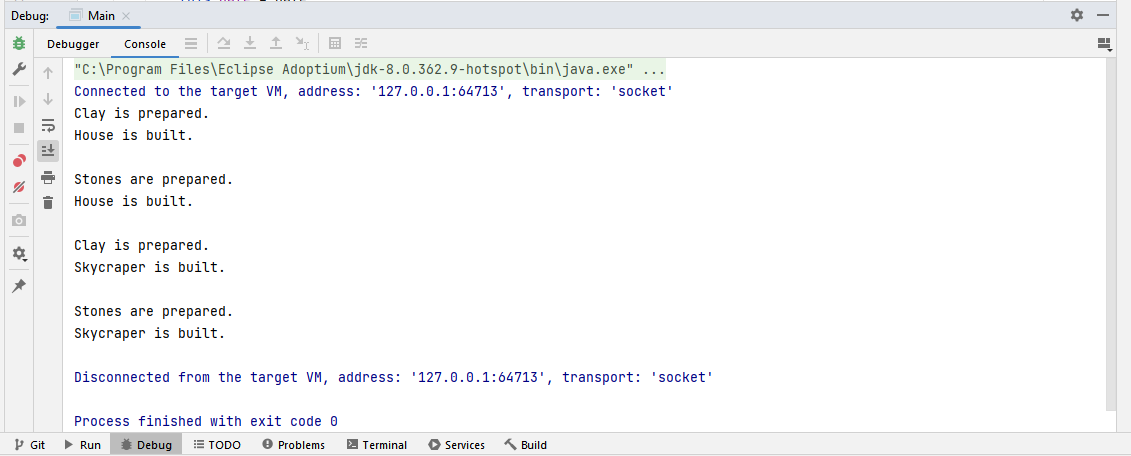 Debug: Main
Debugger Console
"C:\Program Files\Eclipse Adoptium\jdk-8.0.362.9-hotspot\bin\java.exe" ...
Connected to the target VM, address: '127.0.0.1:64713', transport: 'socket'
Clay is prepared.
House is built.
Stones are prepared.
House is built.
Clay is prepared.
Skycraper is built.
Stones are prepared.
Skycraper is built.
Disconnected from the target VM, address: '127.0.0.1:64713', transport: 'socket'
Process finished with exit code 0
Git Run Debug TODO Problems Terminal Services Build